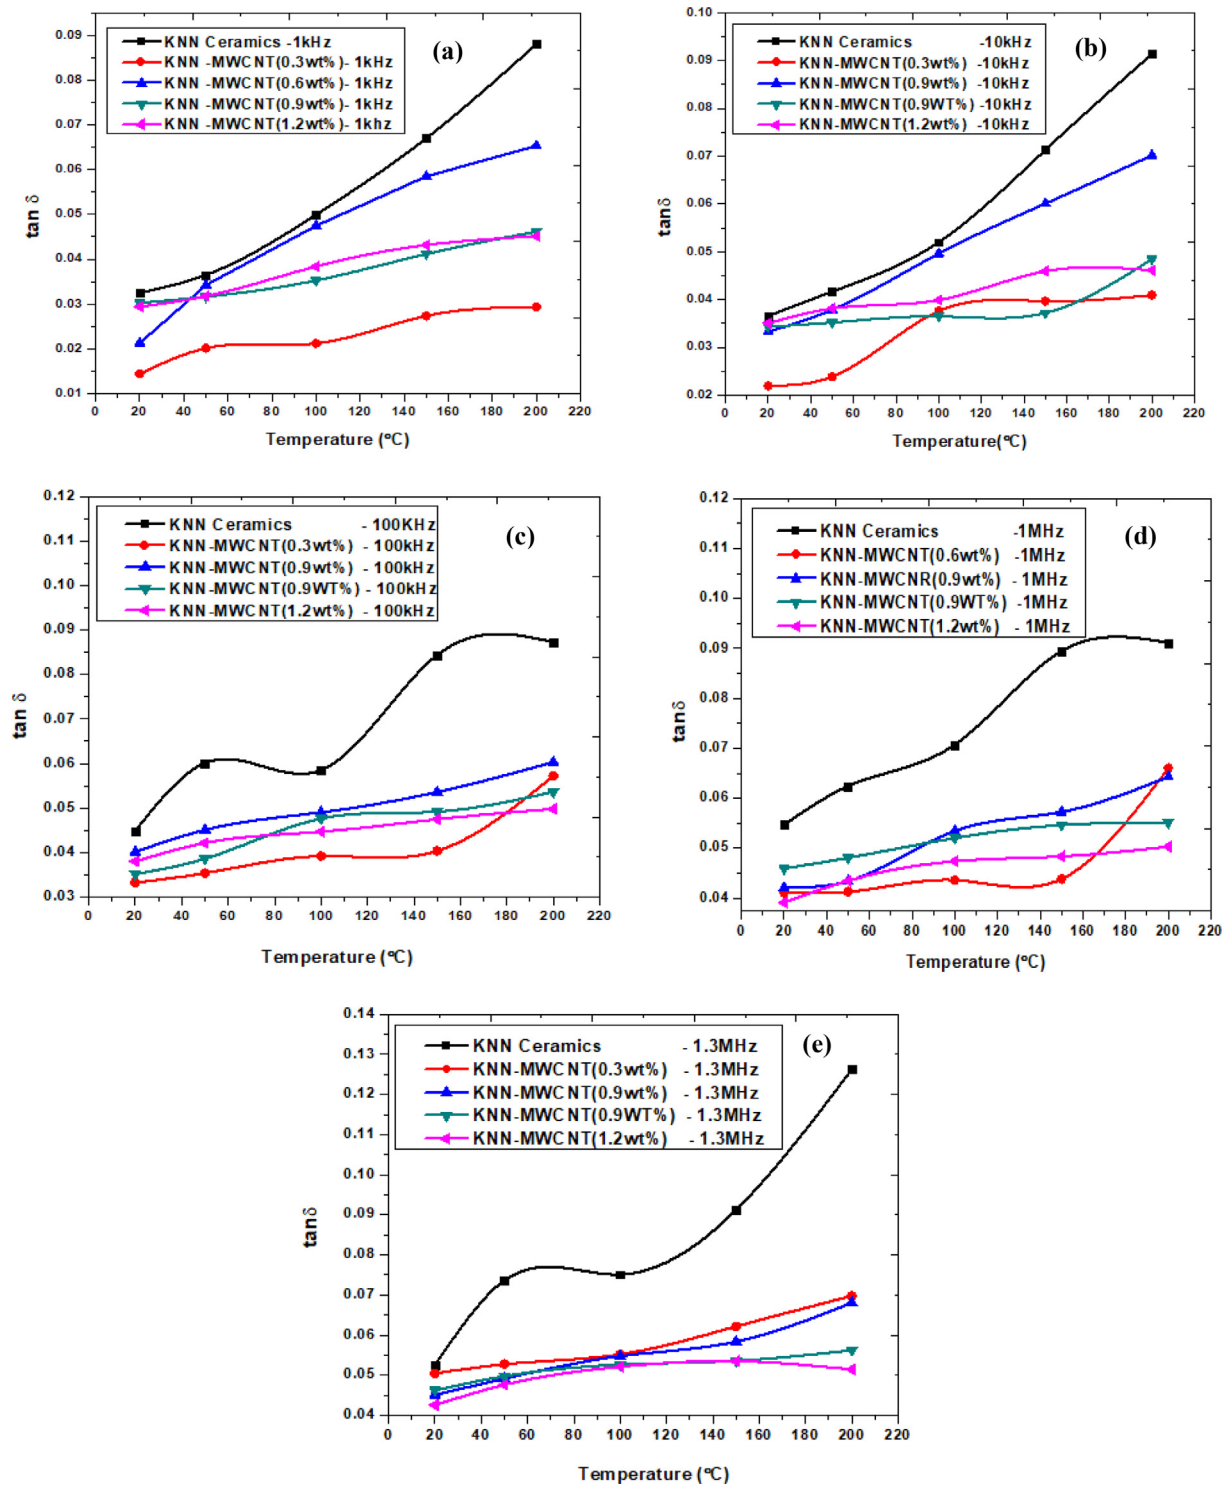 (a)
KNN Ceramics -1kHz
KNN -MWCNT(0.3wt%)- 1kHz
KNN -MWCNT(0.6wt%)- 1kHz
KNN -MWCNT(0.9wt%)- 1kHz
KNN -MWCNT(1.2wt%)- 1khz
0.09
0.08
0.07
0.06
0.05
0.04
0.03
0.02
0.01
tan δ
0 20 40 60 80 100 120 140 160 180 200 220
Temperature (°C)
(b)
KNN Ceramics -10kHz
KNN-MWCNT(0.3wt%) -10kHz
KNN-MWCNT(0.9wt%) -10kHz
KNN-MWCNT(0.9WT%) -10kHz
KNN-MWCNT(1.2wt%) -10kHz
0.10
0.09
0.08
0.07
0.06
0.05
0.04
0.03
0.02
tanδ
0 20 40 60 80 100 120 140 160 180 200 220
Temperature(°C)
(c)
KNN Ceramics - 100KHz
KNN-MWCNT(0.3wt%) - 100kHz
KNN-MWCNT(0.9wt%) - 100kHz
KNN-MWCNT(0.9WT%) - 100kHz
KNN-MWCNT(1.2wt%) - 100kHz
0.12
0.11
0.10
0.09
0.08
0.07
0.06
0.05
0.04
0.03
tan δ
0 20 40 60 80 100 120 140 160 180 200 220
Temperature (°C)
(d)
KNN Ceramics -1MHz
KNN-MWCNT(0.6wt%) -1MHz
KNN-MWCNR(0.9wt%) - 1MHz
KNN-MWCNT(0.9WT%) -1MHz
KNN-MWCNT(1.2wt%) - 1MHz
0.12
0.11
0.10
0.09
0.08
0.07
0.06
0.05
0.04
tanδ
0 20 40 60 80 100 120 140 160 180 200 220
Temperature (°C)
(e)
KNN Ceramics - 1.3MHz
KNN-MWCNT(0.3wt%) - 1.3MHz
KNN-MWCNT(0.9wt%) - 1.3MHz
KNN-MWCNT(0.9WT%) - 1.3MHz
KNN-MWCNT(1.2wt%) - 1.3MHz
0.14
0.13
0.12
0.11
0.10
0.09
0.08
0.07
0.06
0.05
0.04
tanδ
0 20 40 60 80 100 120 140 160 180 200 220
Temperature (°C)